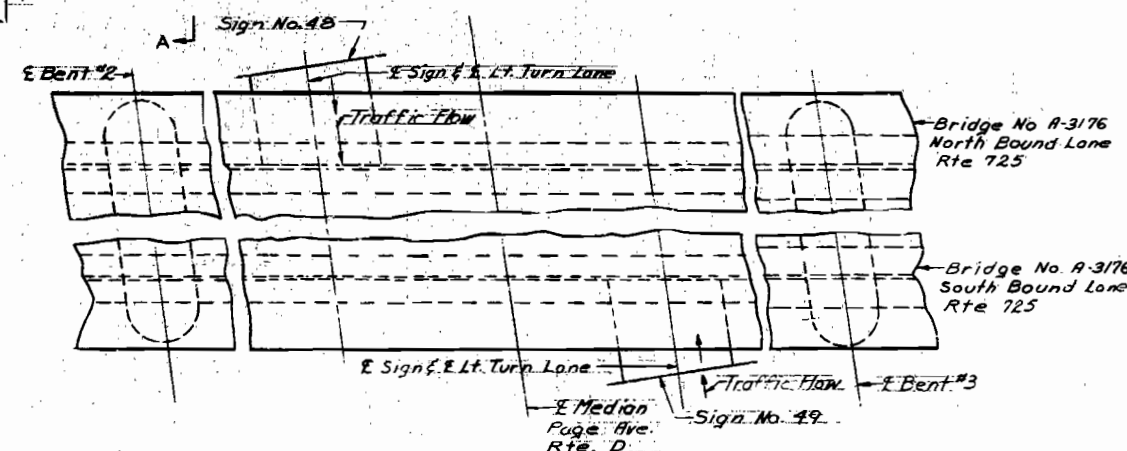 Sign No. 48
A
℄ Bent #2
℄ Sign & ℄ Lt. Turn Lane
Traffic Flow
Bridge No A-3176
North Bound Lane
Rte 725
Bridge No. A-3176
South Bound Lane
Rte 725
℄ Sign & ℄ Lt. Turn Lane
Traffic Flow
℄ Bent #3
℄ Median
Page Ave.
Rte. D
Sign No. 49